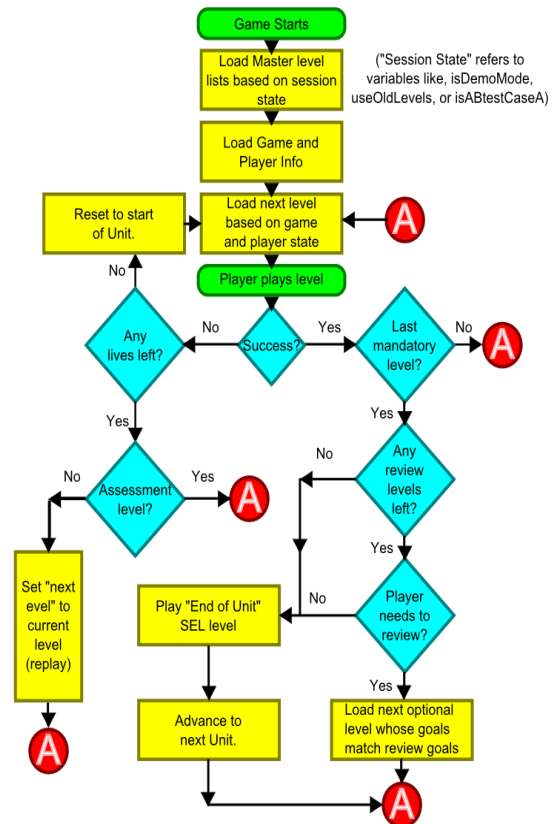 Game Starts
Load Master level
lists based on session
state
("Session State" refers to
variables like, isDemoMode,
useOldLevels, or isABtestCaseA)
Load Game and
Player Info
Reset to start
of Unit.
Load next level
based on game
and player state
A
No
Player plays level
Any
lives left?
No
Success?
Yes
Last
mandatory
level?
No
A
Yes
Yes
No
Any
review
levels
left?
No
Assessment
level?
Yes
A
Yes
Set "next
evel" to
current
level
(replay)
Play "End of Unit"
SEL level
No
Player
needs to
review?
Yes
A
Advance to
next Unit.
Load next optional
level whose goals
match review goals
A